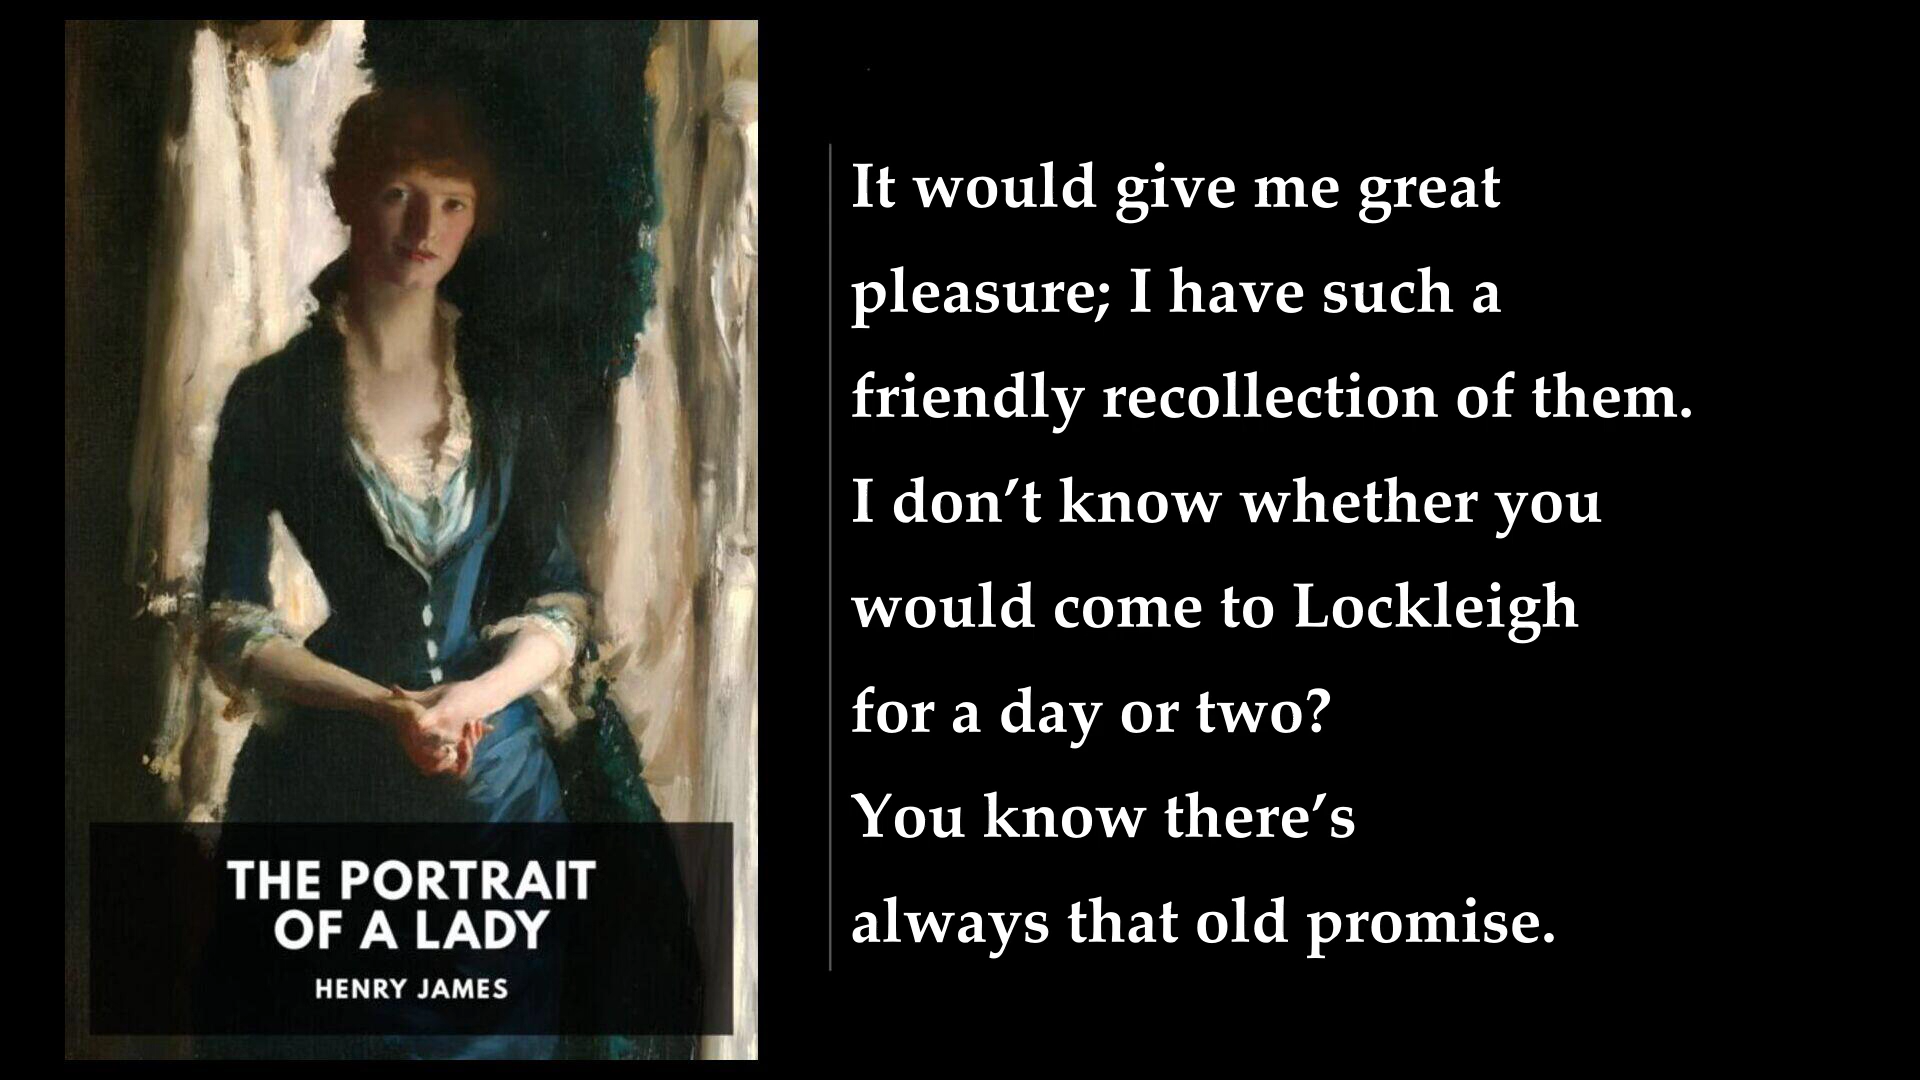 It would give me great
pleasure; I have such a
friendly recollection of them.
I don’t know whether you
would come to Lockleigh
for a day or two?
You know there’s
always that old promise.
THE PORTRAIT
OF A LADY
HENRY JAMES